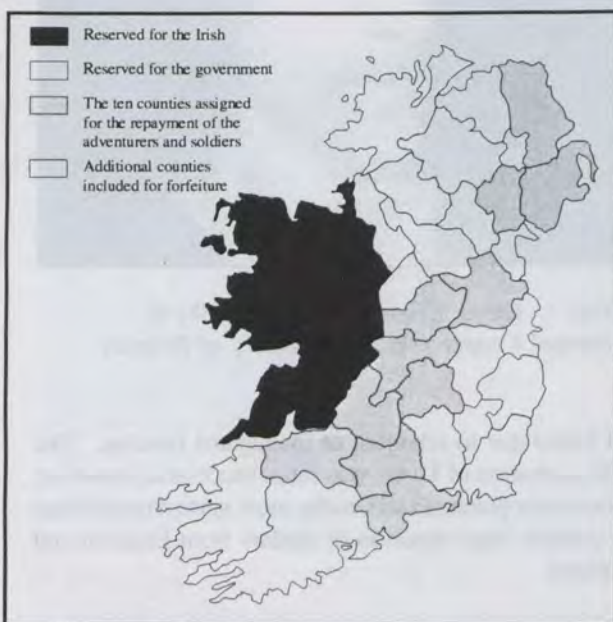 Reserved for the Irish
Reserved for the government
The ten counties assigned
for the repayment of the
adventurers and soldiers
Additional counties
included for forfeiture